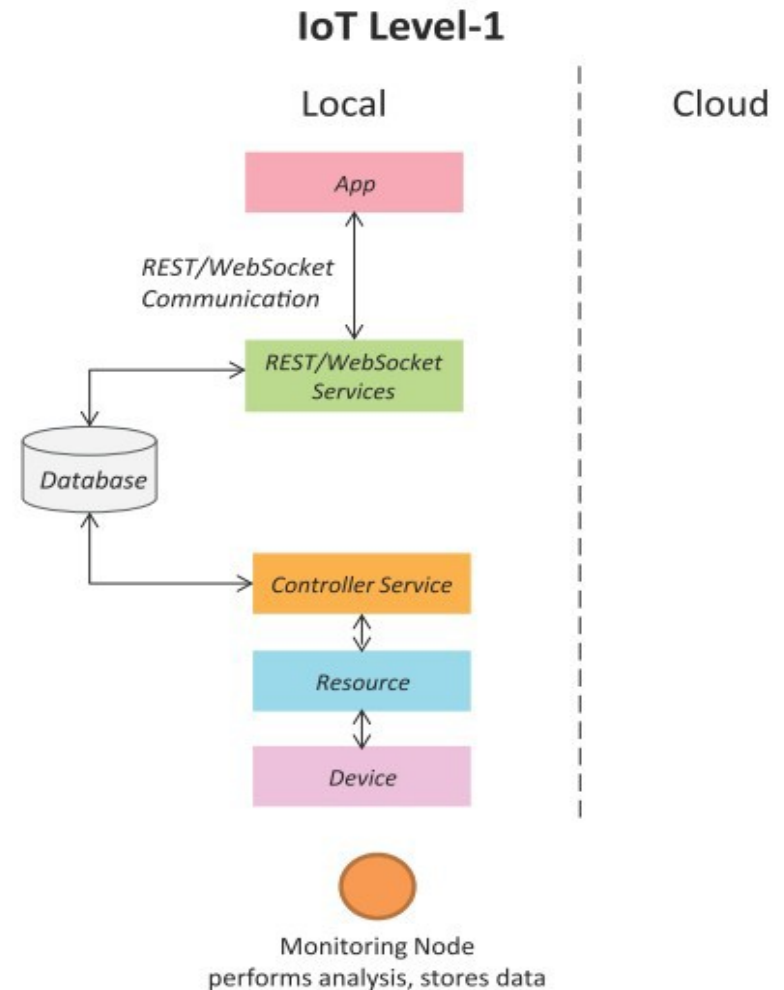 IoT Level-1
Local
Cloud
App
REST/WebSocket
Communication
REST/WebSocket
Services
Database
Controller Service
Resource
Device
Monitoring Node
performs analysis, stores data